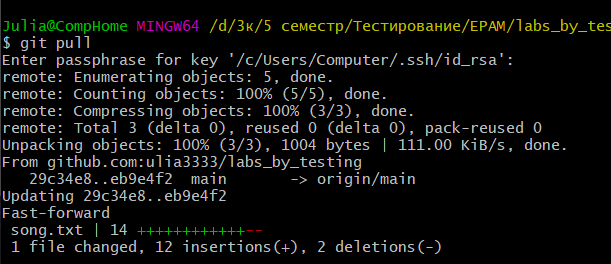 Julia@CompHome MINGW64 /d/3к/5 семестр/Тестирование/EPAM/labs_by_tes
$ git pull
Enter passphrase for key '/c/Users/Computer/.ssh/id_rsa':
remote: Enumerating objects: 5, done.
remote: Counting objects: 100% (5/5), done.
remote: Compressing objects: 100% (3/3), done.
remote: Total 3 (delta 0), reused 0 (delta 0), pack-reused 0
Unpacking objects: 100% (3/3), 1004 bytes | 111.00 KiB/s, done.
From github.com:ulia3333/labs_by_testing
   29c34e8..eb9e4f2  main       -> origin/main
Updating 29c34e8..eb9e4f2
Fast-forward
 song.txt | 14 ++++++++++++--
 1 file changed, 12 insertions(+), 2 deletions(-)